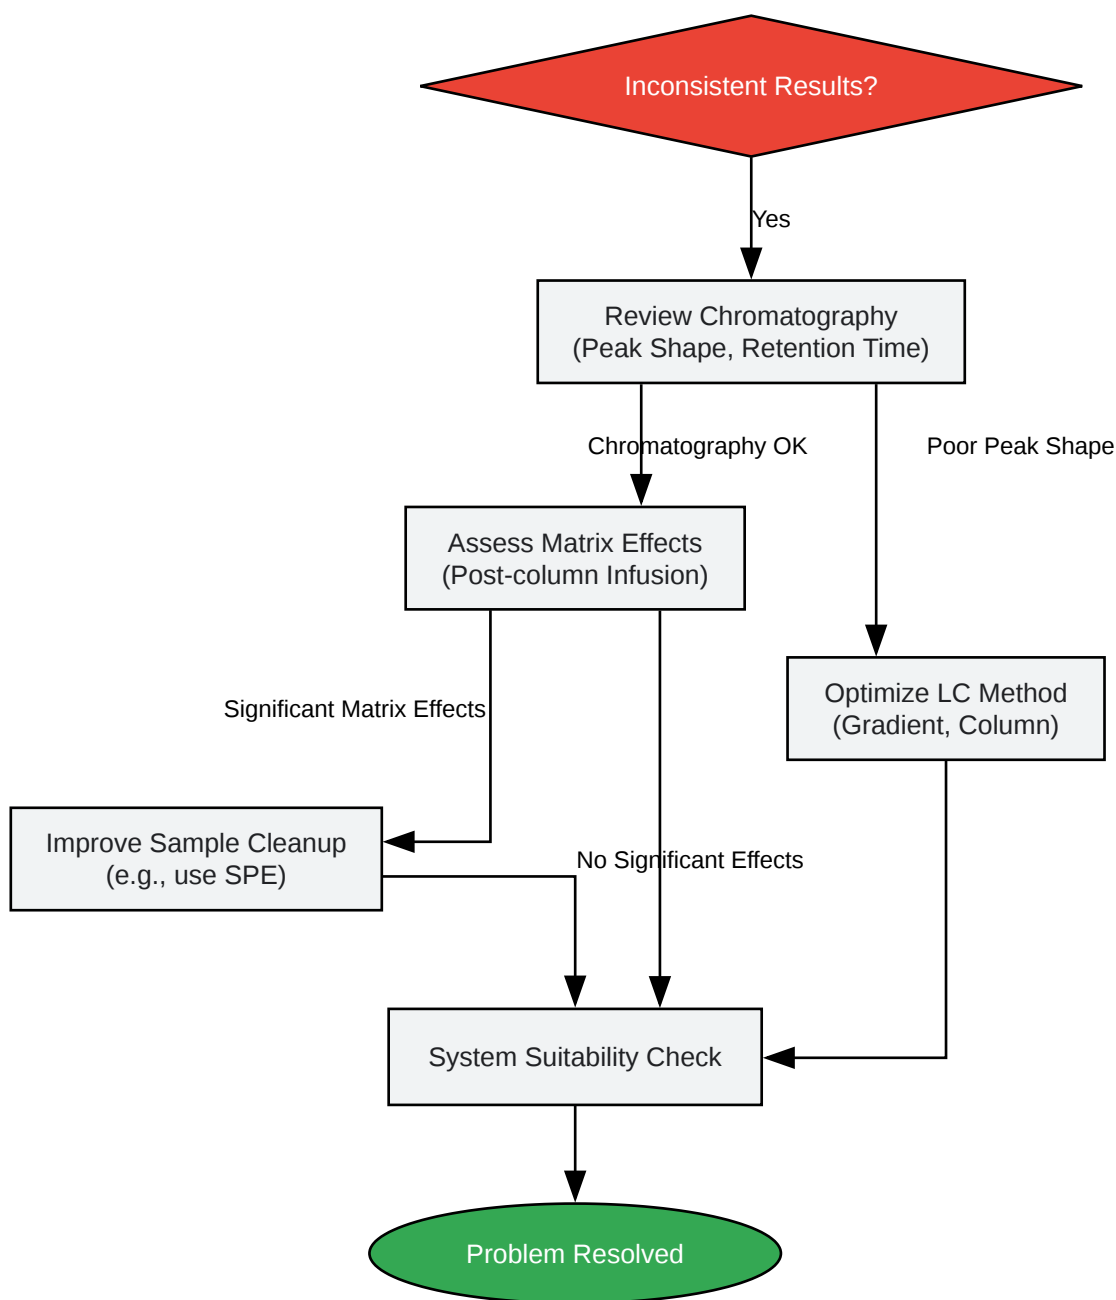 Inconsistent Results?
Yes
Review Chromatography
(Peak Shape, Retention Time)
Chromatography OK
Poor Peak Shape
Assess Matrix Effects
(Post-column Infusion)
Optimize LC Method
(Gradient, Column)
Significant Matrix Effects
Improve Sample Cleanup
(e.g., use SPE)
No Significant Effects
System Suitability Check
Problem Resolved